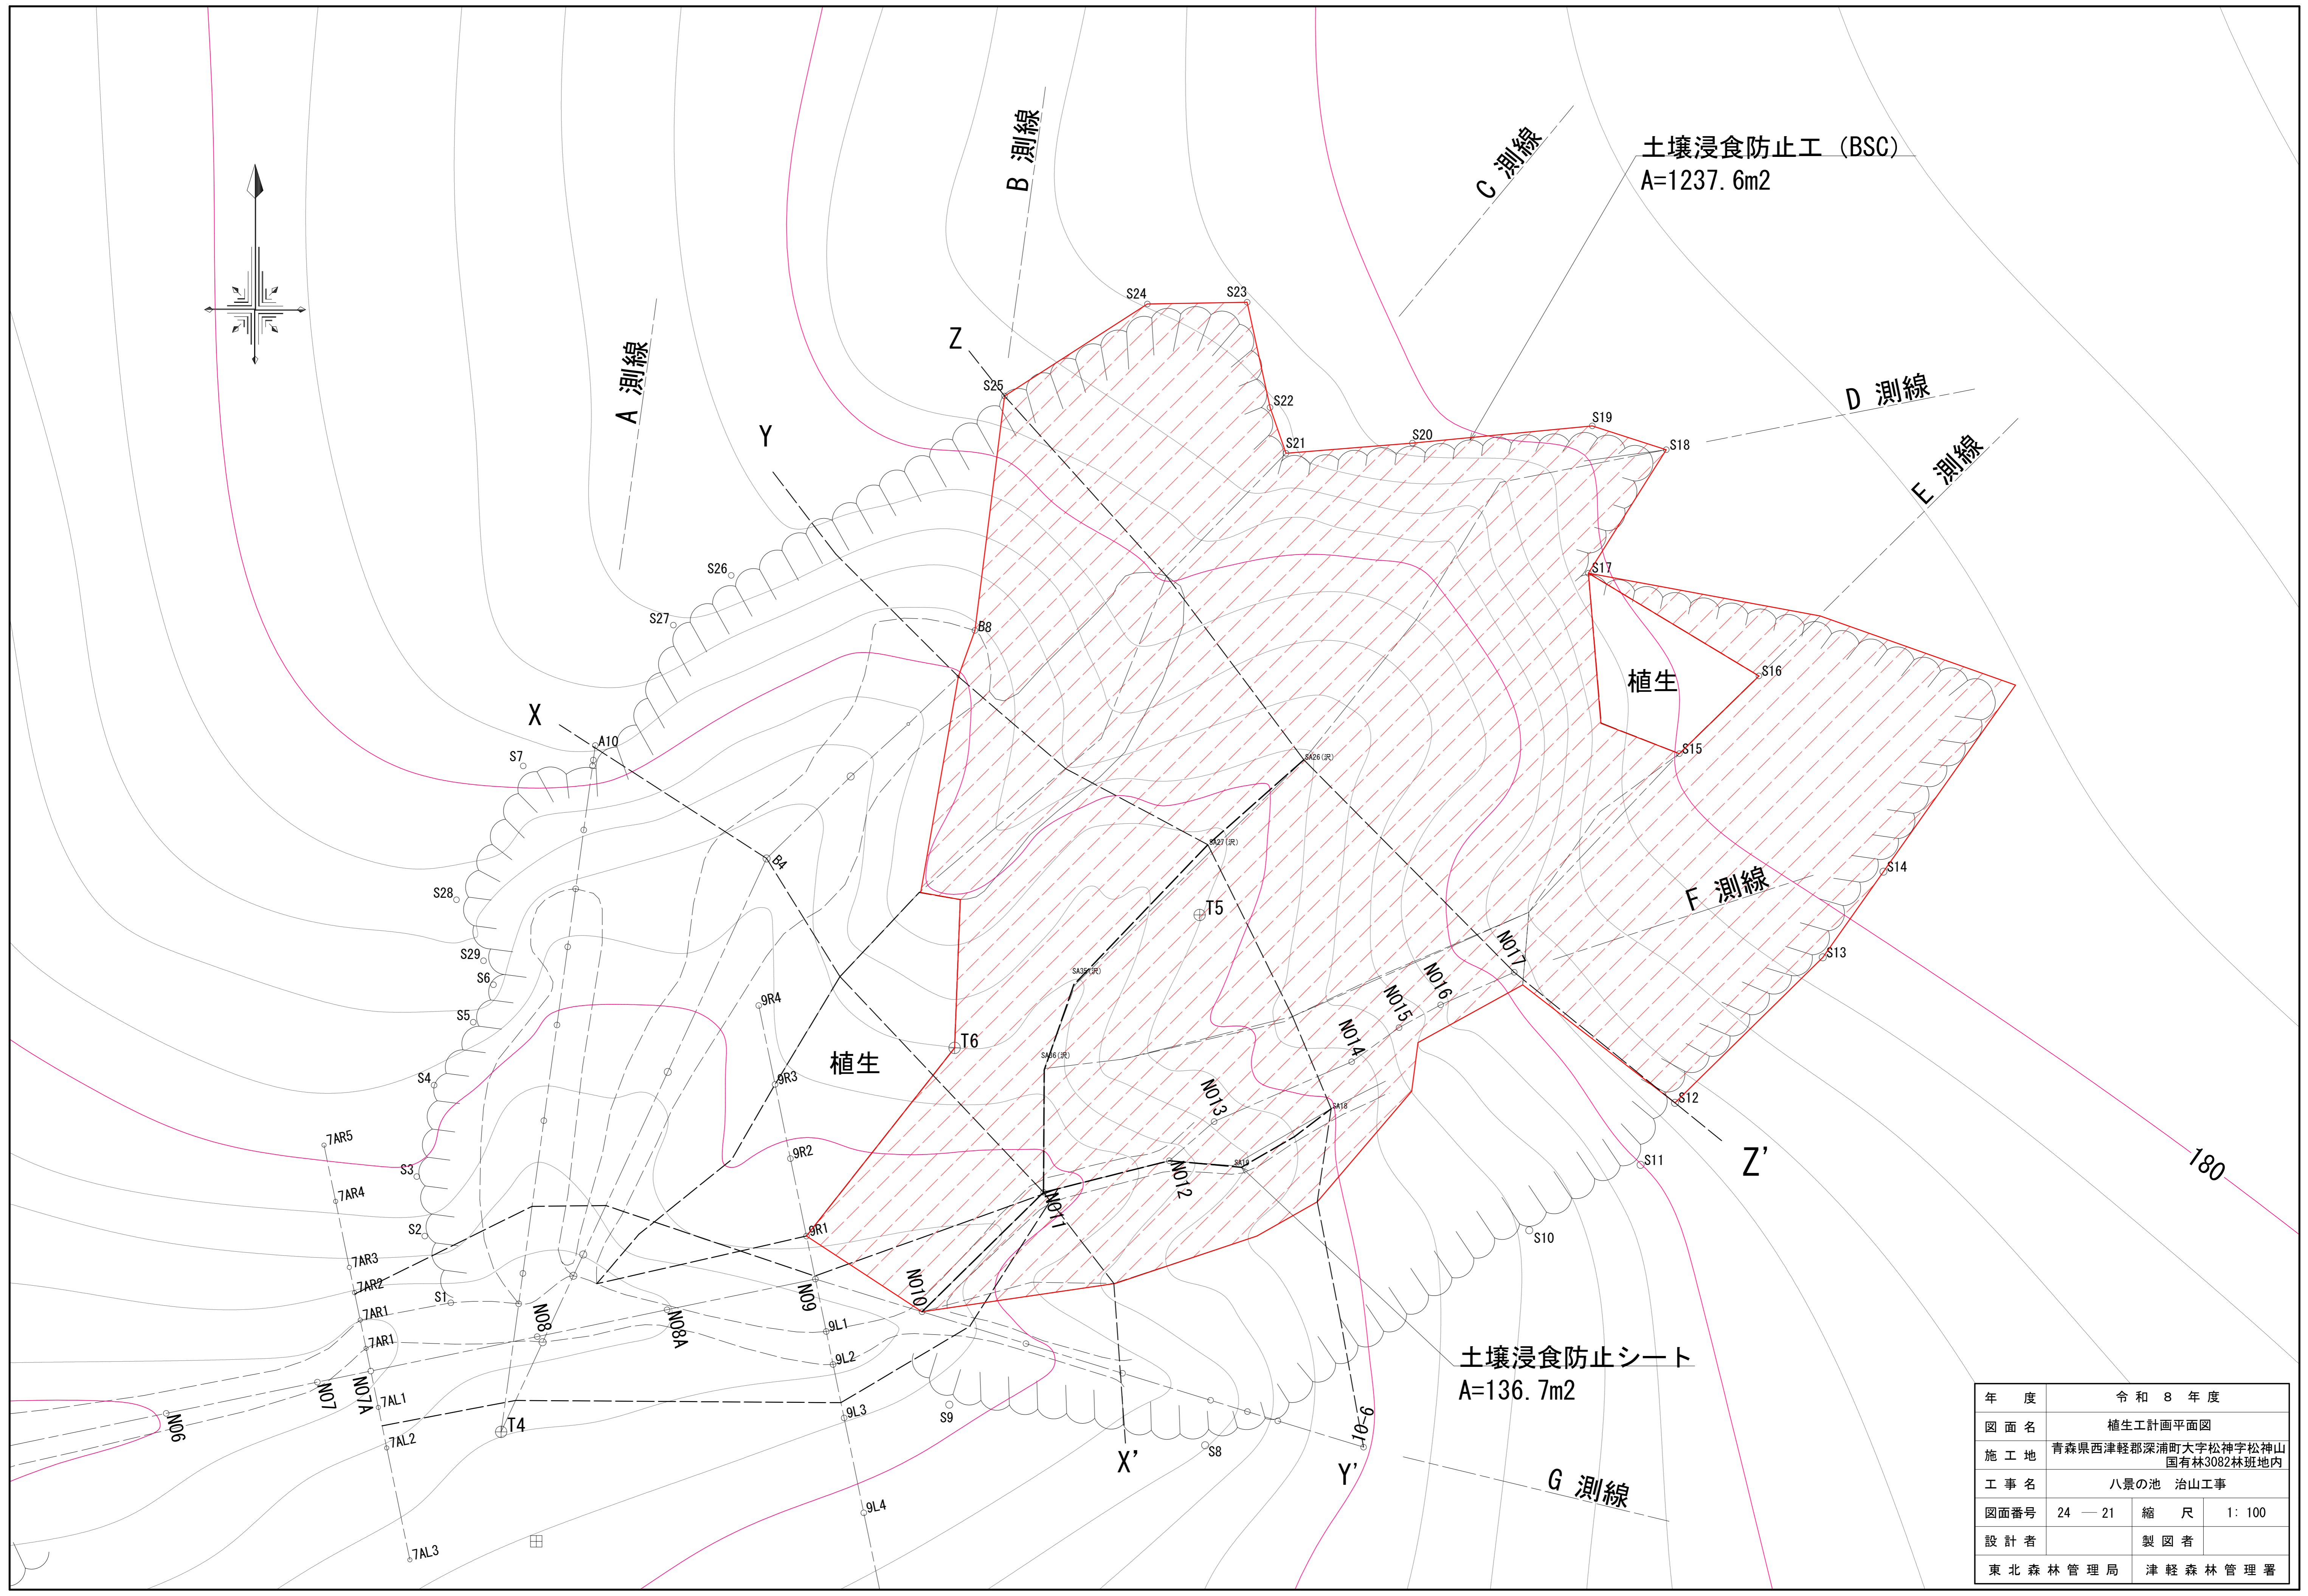 B 測線
C 測線
土壌浸食防止工 (BSC)
A=1237.6m2
S24
S23
Z
A 測線
S25
S22
D 測線
S19
S20
S21
S18
Y
E 測線
S26
S17
S27
B8
S16
植生
X
A10
S7
S15
SA26(沢)
SA27(沢)
B4
S14
F 測線
S28
T5
NO17
S29
S13
S6
SA35(沢)
9R4
NO16
S5
NO15
T6
SA36(沢)
植生
NO14
S4
9R3
S12
SA18
NO13
7AR5
9R2
Z'
180
S3
SA19
S11
NO12
7AR4
NO11
S2
9R1
S10
7AR3
7AR2
NO10
NO9
S1
7AR1
NO8
NO8A
9L1
7AR1
9L2
土壌浸食防止シート
A=136.7m2
NO7
NO7A
7AL1
NO6
9L3
S9
10-6
T4
7AL2
S8
X'
Y'
G 測線
9L4
7AL3
年 度 令和 8 年度
図面名 植生工計画平面図
施工地 青森県西津軽郡深浦町大字松神字松神山
国有林3082林班地内
工事名 八景の池 治山工事
図面番号 24 ― 21 縮 尺 1: 100
設計者 製図者
東北森林管理局 津軽森林管理署